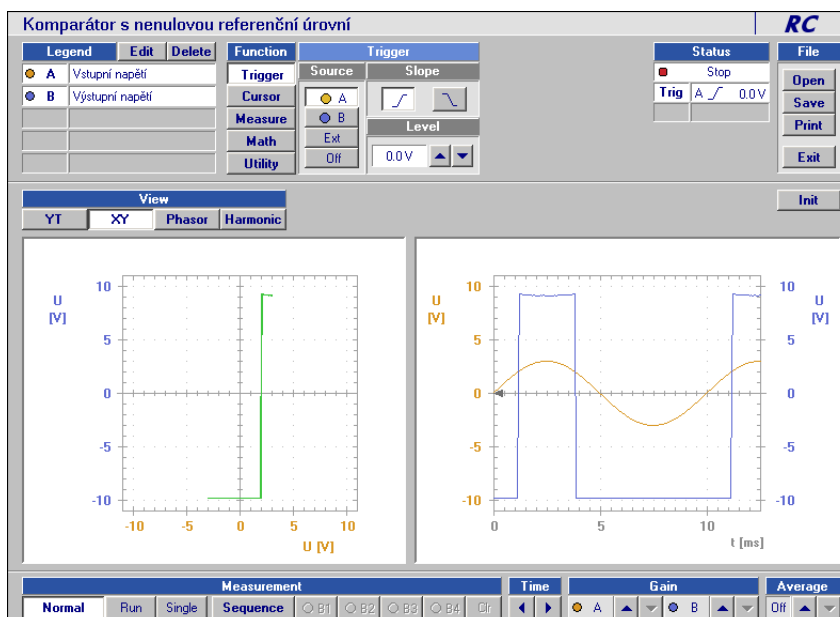 Komparátor s nenulovou referenční úrovní RC
Legend Edit Delete
A Vstupní napětí
B Výstupní napětí
Function
Trigger
Cursor
Measure
Math
Utility
Trigger
Source Slope
A
B
Ext
Off
Level
0.0 V
Status
Stop
Trig A 0.0 V
File
Open
Save
Print
Exit
View
YT XY Phasor Harmonic
Init
U
[V]
10
5
0
-5
-10
-10 -5 0 5 10
U [V]
U
[V]
10
5
0
-5
-10
10
5
0
-5
-10
U
[V]
0 5 10
t [ms]
Measurement
Normal Run Single Sequence B1 B2 B3 B4 Clr
Time
Gain
A B
Average
Off